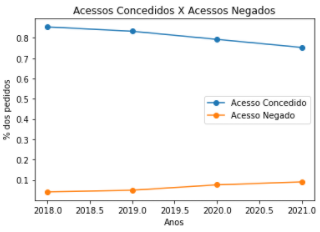 Acessos Concedidos X Acessos Negados
% dos pedidos
0.8
0.7
0.6
0.5
0.4
0.3
0.2
0.1
Acesso Concedido
Acesso Negado
2018.0 2018.5 2019.0 2019.5 2020.0 2020.5 2021.0
Anos